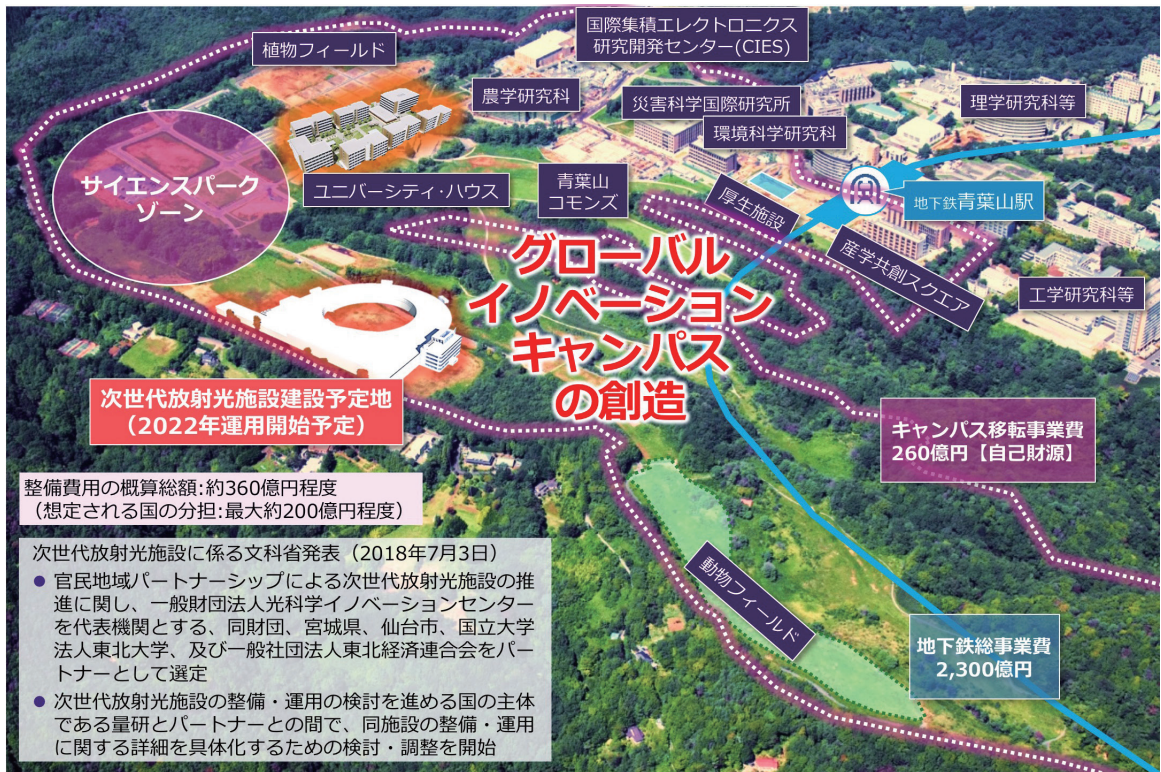 国際集積エレクトロニクス
研究開発センター(CIES)
植物フィールド
農学研究科
災害科学国際研究所
環境科学研究科
理学研究科等
サイエンスパーク
ゾーン
ユニバーシティ・ハウス
青葉山
コモンズ
厚生施設
地下鉄青葉山駅
産学共創スクエア
工学研究科等
グローバル
イノベーション
キャンパス
の創造
次世代放射光施設建設予定地
（2022年運用開始予定）
キャンパス移転事業費
260億円【自己財源】
整備費用の概算総額:約360億円程度
（想定される国の分担:最大約200億円程度）
次世代放射光施設に係る文科省発表（2018年7月3日）
● 官民地域パートナーシップによる次世代放射光施設の推
進に関し、一般財団法人光科学イノベーションセンター
を代表機関とする、同財団、宮城県、仙台市、国立大学
法人東北大学、及び一般社団法人東北経済連合会をパー
トナーとして選定
● 次世代放射光施設の整備・運用の検討を進める国の主体
である量研とパートナーとの間で、同施設の整備・運用
に関する詳細を具体化するための検討・調整を開始
動物フィールド
地下鉄総事業費
2,300億円